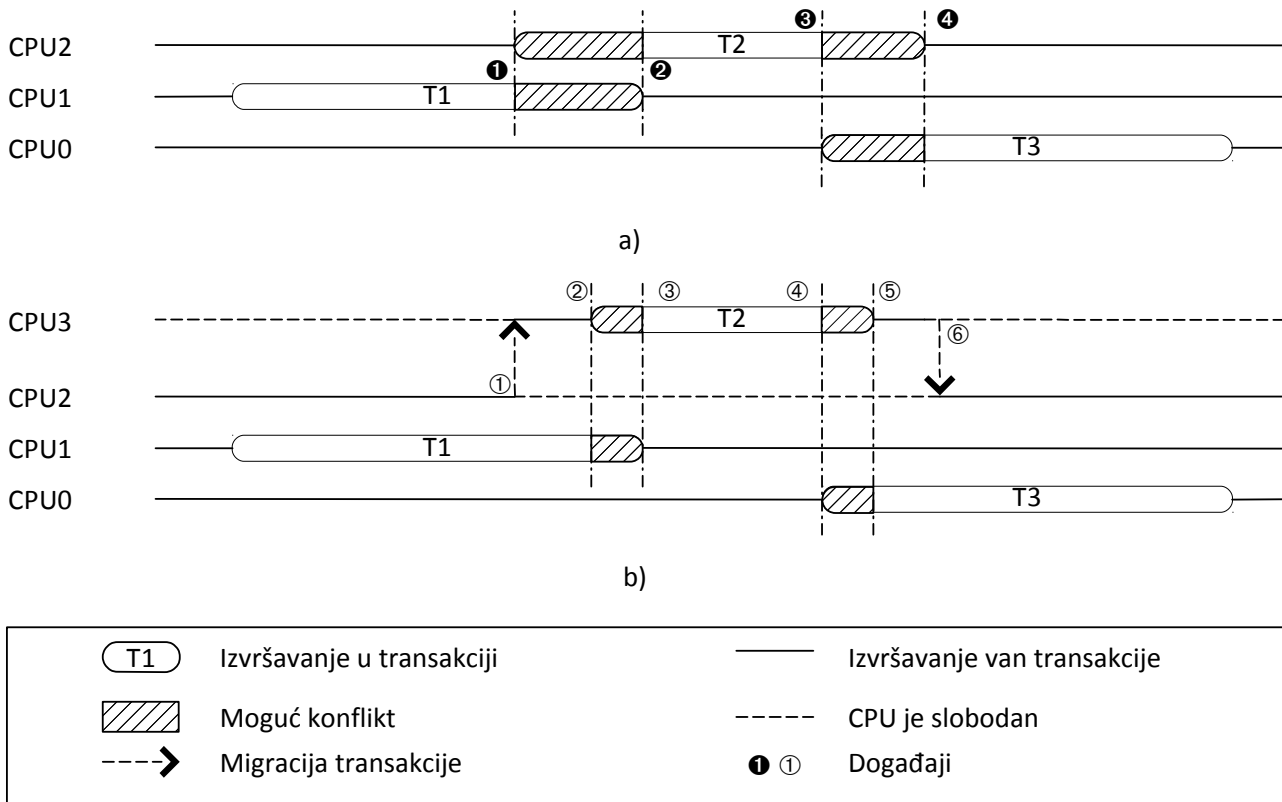 ❸ ❹
CPU2 T2
❶ ❷
CPU1 T1
CPU0 T3
a)
② ③ ④ ⑤
CPU3 T2
⑥
①
CPU2
CPU1 T1
CPU0 T3
b)
T1 Izvršavanje u transakciji
Izvršavanje van transakcije
Moguć konflikt
CPU je slobodan
Migracija transakcije
❶ ① Događaji